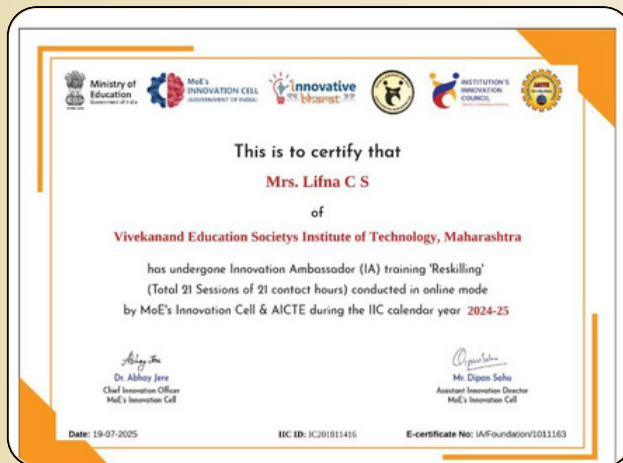 Ministry of
Education
Government of India
MoE's
INNOVATION CELL
(GOVERNMENT OF INDIA)
innovative
bharat
INSTITUTION'S
INNOVATION
COUNCIL
AICTE
This is to certify that
Mrs. Lifna C S
of
Vivekanand Education Societys Institute of Technology, Maharashtra
has undergone Innovation Ambassador (IA) training 'Reskilling'
(Total 21 Sessions of 21 contact hours) conducted in online mode
by MoE's Innovation Cell & AICTE during the IIC calendar year 2024-25
Dr. Abhay Jere
Chief Innovation Officer
MoE's Innovation Cell
Mr. Dipan Sahu
Assistant Innovation Director
MoE's Innovation Cell
Date: 19-07-2025
IIC ID: IC201811416
E-certificate No: IA/Foundation/1011163